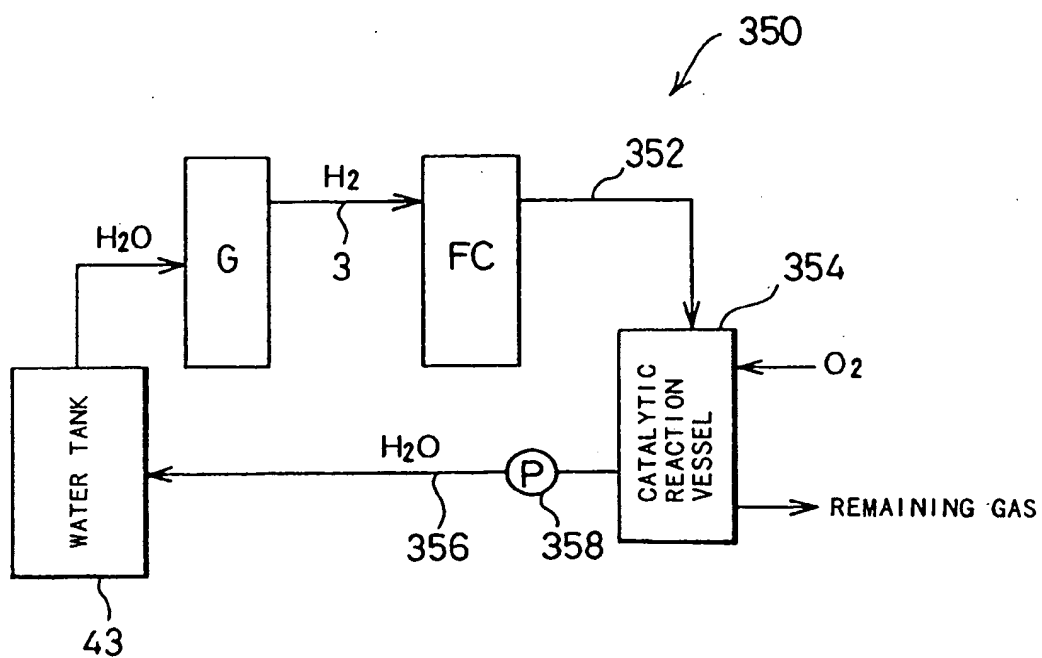 350
352
H2
H2O
G
3
FC
354
O2
WATER TANK
H2O
P
CATALYTIC
REACTION
VESSEL
REMAINING GAS
356
358
43